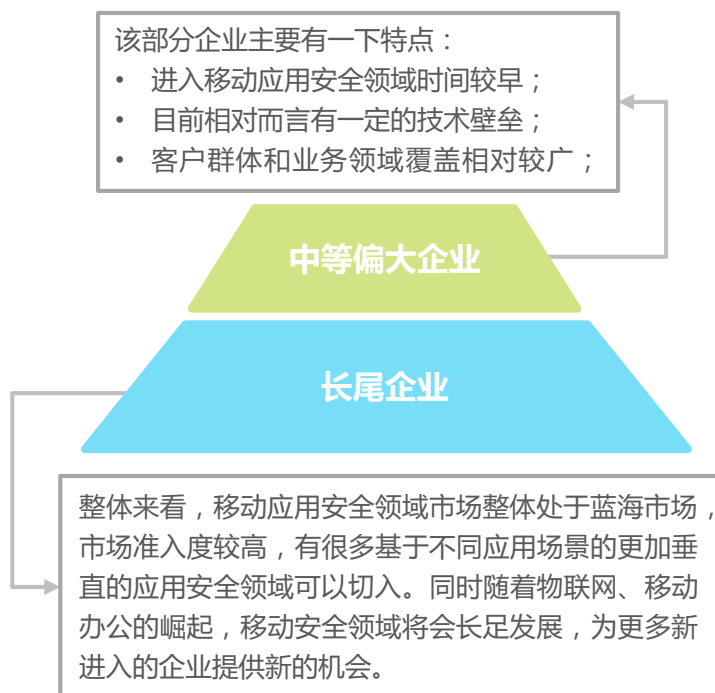 该部分企业主要有一下特点：
• 进入移动应用安全领域时间较早；
• 目前相对而言有一定的技术壁垒；
• 客户群体和业务领域覆盖相对较广；
中等偏大企业
长尾企业
整体来看，移动应用安全领域市场整体处于蓝海市场，
市场准入度较高，有很多基于不同应用场景的更加垂
直的应用安全领域可以切入。同时随着物联网、移动
办公的崛起，移动安全领域将会长足发展，为更多新
进入的企业提供新的机会。